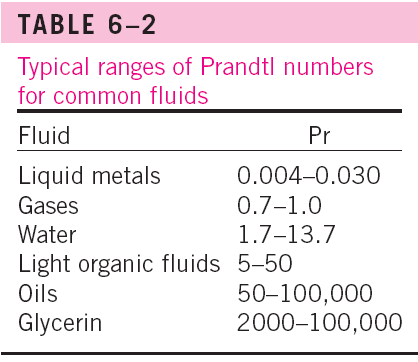 TABLE 6–2
Typical ranges of Prandtl numbers
for common fluids
Fluid Pr
Liquid metals 0.004–0.030
Gases 0.7–1.0
Water 1.7–13.7
Light organic fluids 5–50
Oils 50–100,000
Glycerin 2000–100,000